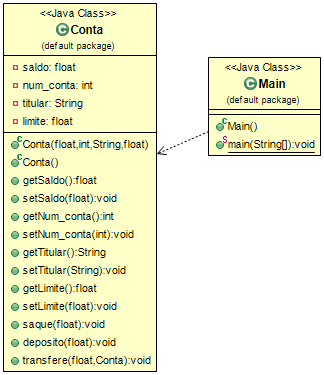 <<Java Class>>
Conta
(default package)
saldo: float
num_conta: int
titular: String
limite: float
Conta(float,int,String,float)
Conta()
getSaldo():float
setSaldo(float):void
getNum_conta():int
setNum_conta(int):void
getTitular():String
setTitular(String):void
getLimite():float
setLimite(float):void
saque(float):void
deposito(float):void
transfere(float,Conta):void
<<Java Class>>
Main
(default package)
Main()
main(String[]):void